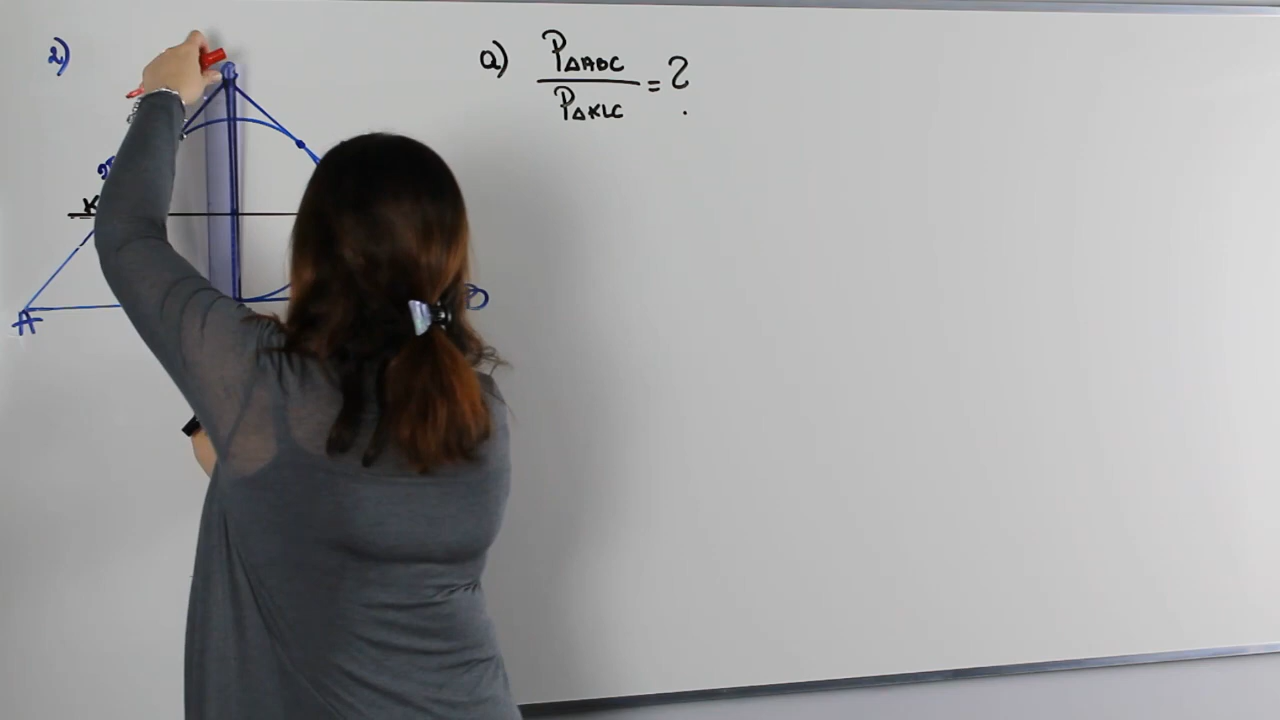 2)
a) P△ABC
P△KLC
= ?
K
A
B